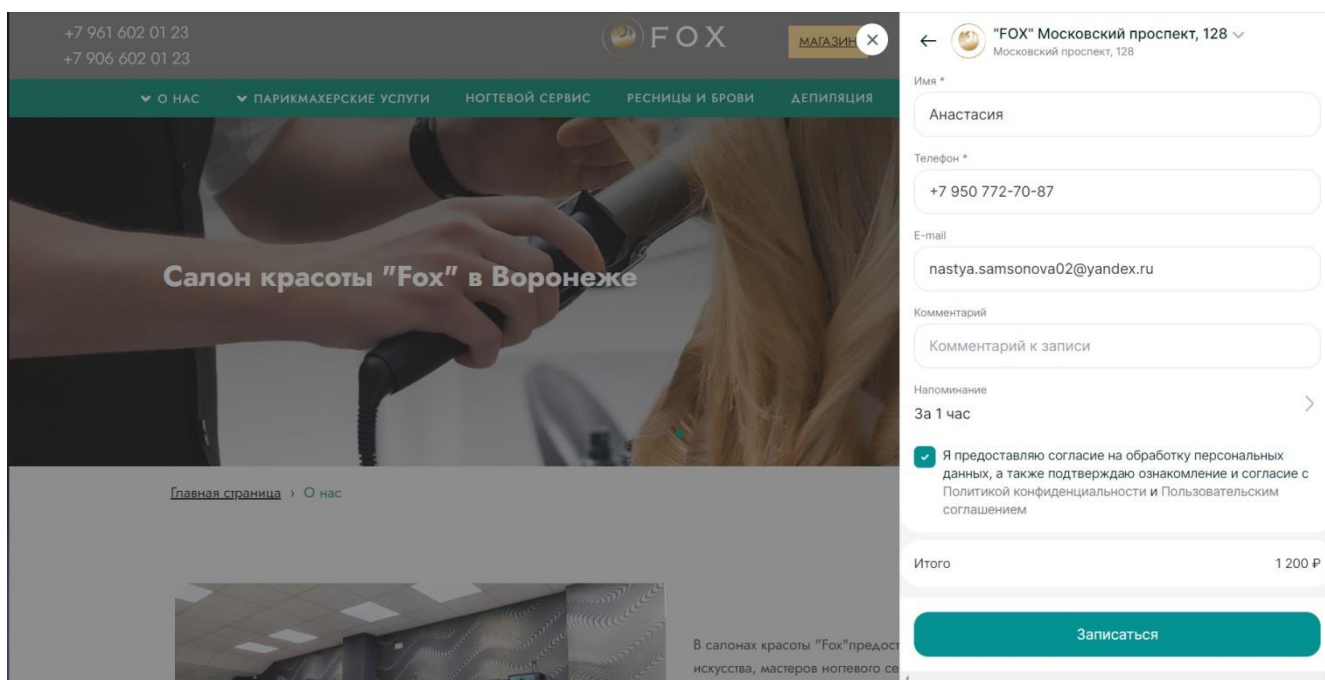 +7 961 602 01 23
+7 906 602 01 23
FOX
МАГАЗИН
О НАС
ПАРИКМАХЕРСКИЕ УСЛУГИ
НОГТЕВОЙ СЕРВИС
РЕСНИЦЫ И БРОВИ
ДЕПИЛЯЦИЯ
Салон красоты "Fox" в Воронеже
Главная страница › О нас
В салонах красоты "Fox"предост
искусства, мастеров ногтевого се
"FOX" Московский проспект, 128
Московский проспект, 128
Имя *
Анастасия
Телефон *
+7 950 772-70-87
E-mail
nastya.samsonova02@yandex.ru
Комментарий
Комментарий к записи
Напоминание
За 1 час
Я предоставляю согласие на обработку персональных
данных, а также подтверждаю ознакомление и согласие с
Политикой конфиденциальности и Пользовательским
соглашением
Итого 1 200 ₽
Записаться